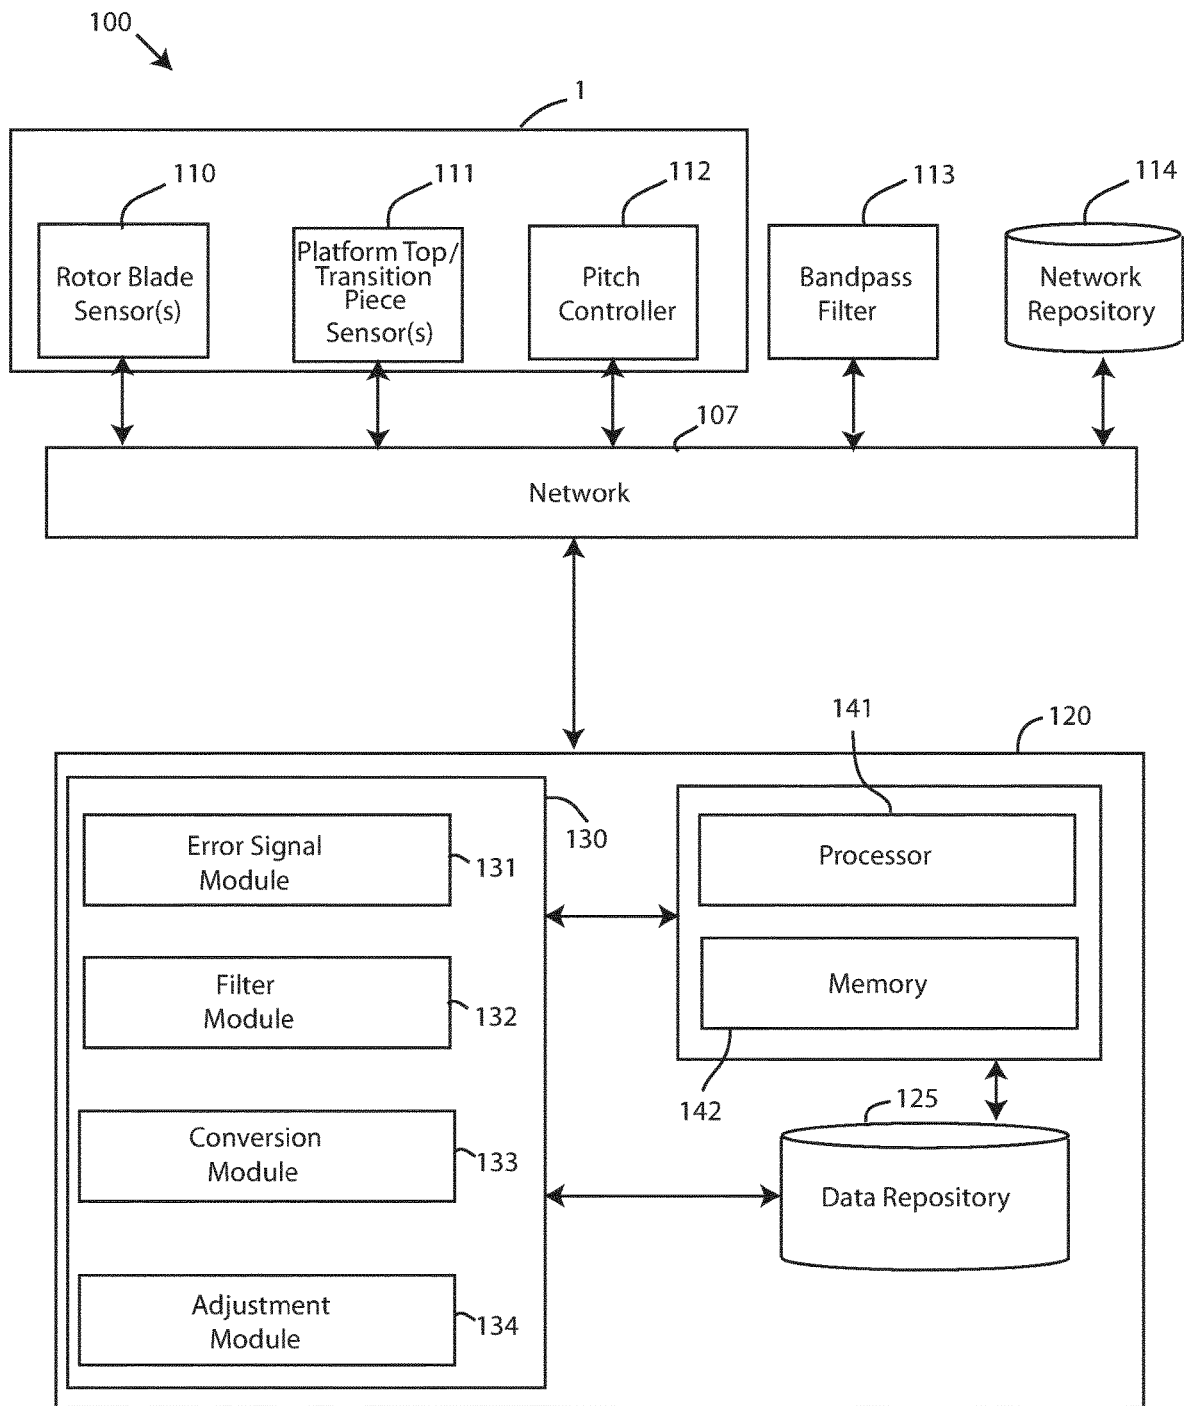 100
1
110
111
112
113
114
Rotor Blade
Sensor(s)
Platform Top/
Transition
Piece
Sensor(s)
Pitch
Controller
Bandpass
Filter
Network
Repository
107
Network
120
141
130
Error Signal
Module
131
Processor
Filter
Module
132
Memory
142
125
Conversion
Module
133
Data Repository
Adjustment
Module
134